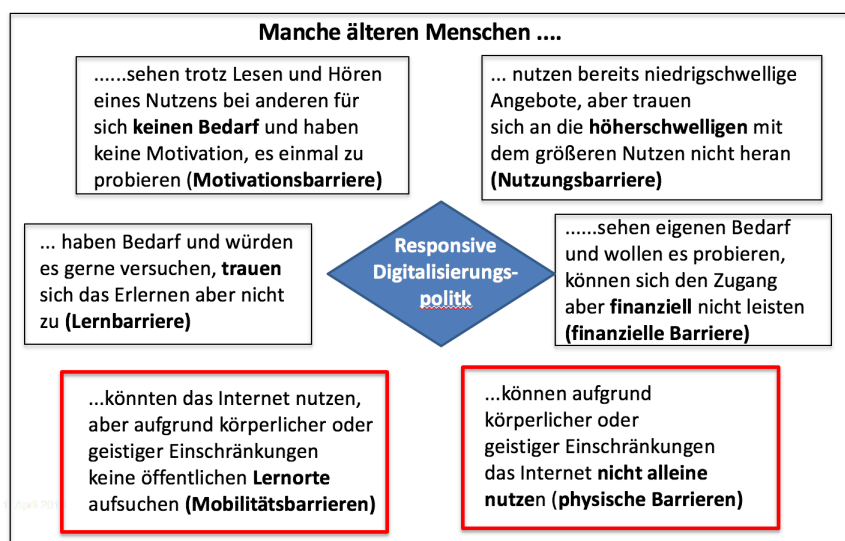 Manche älteren Menschen ....
......sehen trotz Lesen und Hören
eines Nutzens bei anderen für
sich keinen Bedarf und haben
keine Motivation, es einmal zu
probieren (Motivationsbarriere)
... nutzen bereits niedrigschwellige
Angebote, aber trauen
sich an die höherschwelligen mit
dem größeren Nutzen nicht heran
(Nutzungsbarriere)
... haben Bedarf und würden
es gerne versuchen, trauen
sich das Erlernen aber nicht
zu (Lernbarriere)
Responsive
Digitalisierungs-
politk
......sehen eigenen Bedarf
und wollen es probieren,
können sich den Zugang
aber finanziell nicht leisten
(finanzielle Barriere)
...könnten das Internet nutzen,
aber aufgrund körperlicher oder
geistiger Einschränkungen
keine öffentlichen Lernorte
aufsuchen (Mobilitätsbarrieren)
...können aufgrund
körperlicher oder
geistiger Einschränkungen
das Internet nicht alleine
nutzen (physische Barrieren)
April